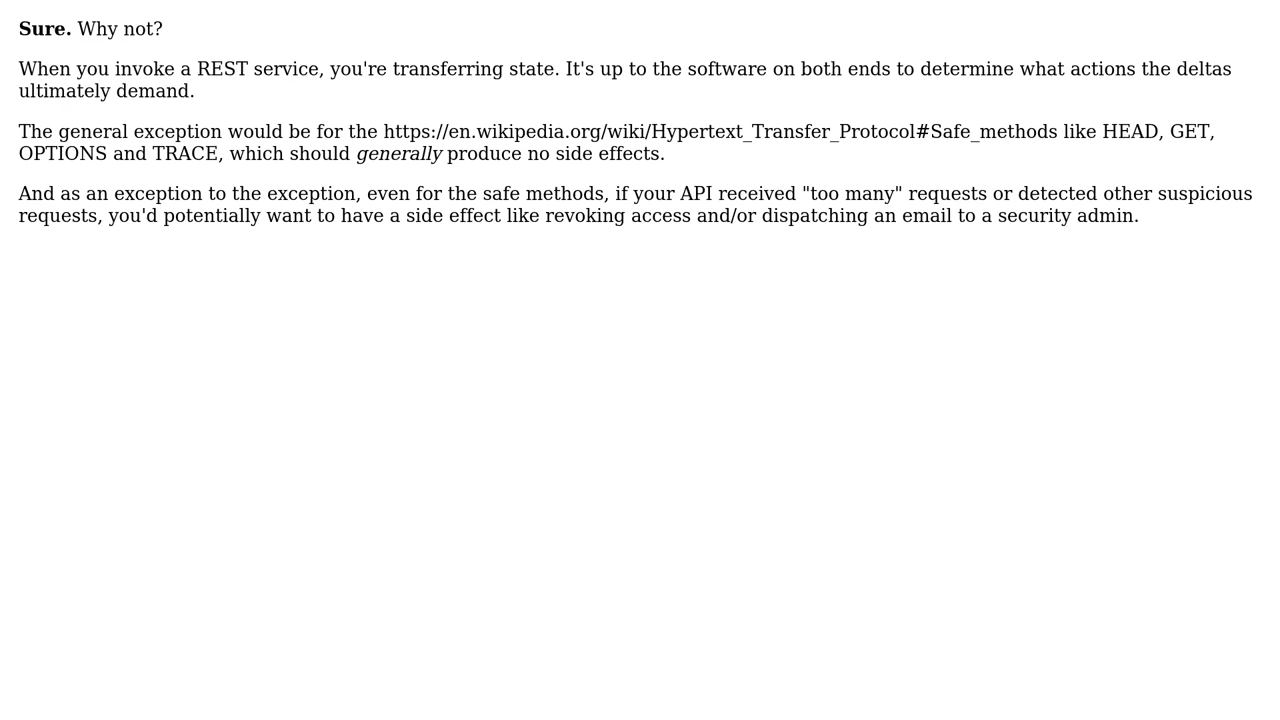 Sure. Why not?
When you invoke a REST service, you're transferring state. It's up to the software on both ends to determine what actions the deltas
ultimately demand.
The general exception would be for the https://en.wikipedia.org/wiki/Hypertext_Transfer_Protocol#Safe_methods like HEAD, GET,
OPTIONS and TRACE, which should generally produce no side effects.
And as an exception to the exception, even for the safe methods, if your API received "too many" requests or detected other suspicious
requests, you'd potentially want to have a side effect like revoking access and/or dispatching an email to a security admin.